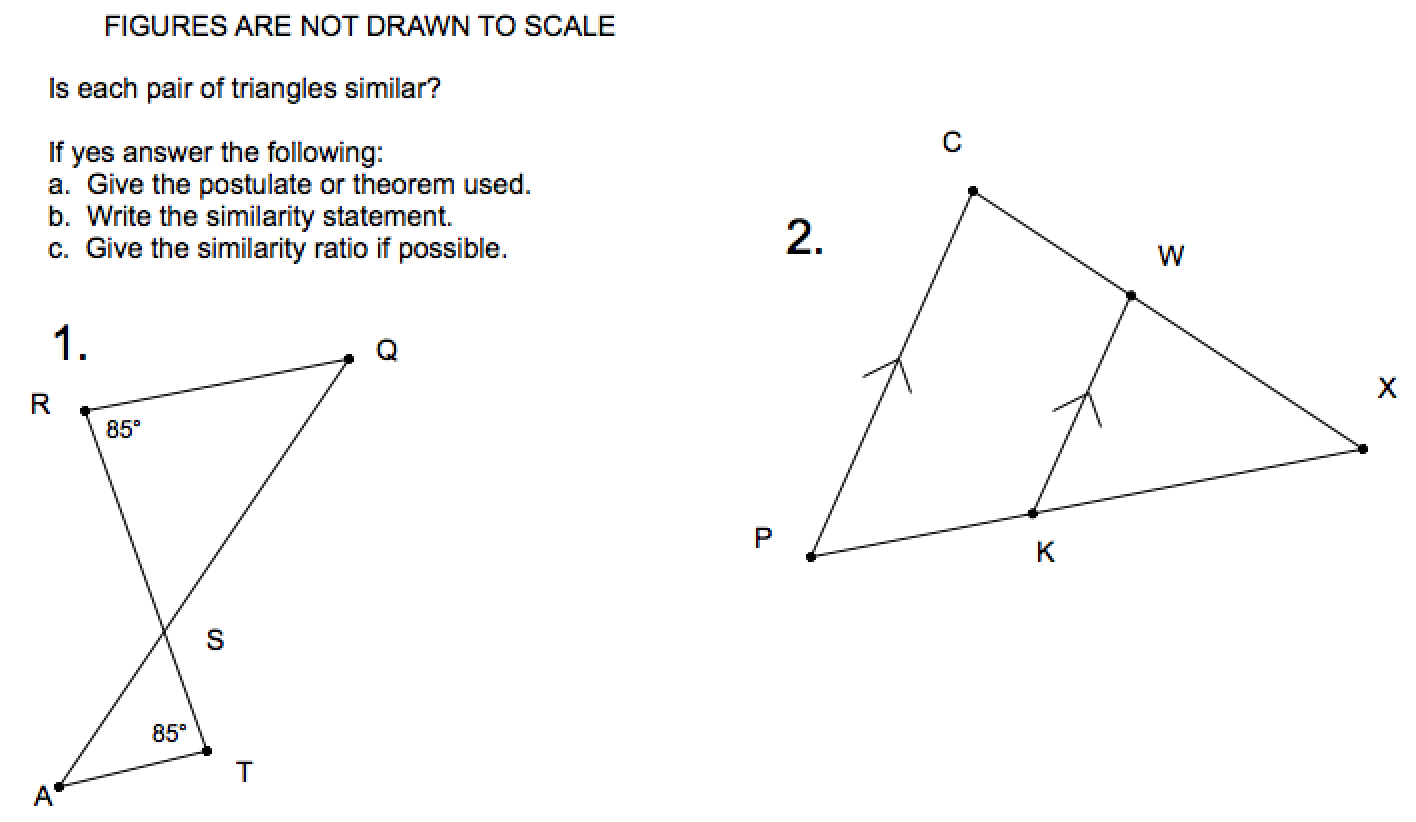 FIGURES ARE NOT DRAWN TO SCALE
Is each pair of triangles similar?
If yes answer the following:
a. Give the postulate or theorem used.
b. Write the similarity statement.
c. Give the similarity ratio if possible.
1.
R
Q
85°
S
85°
T
A
2.
C
W
X
P
K